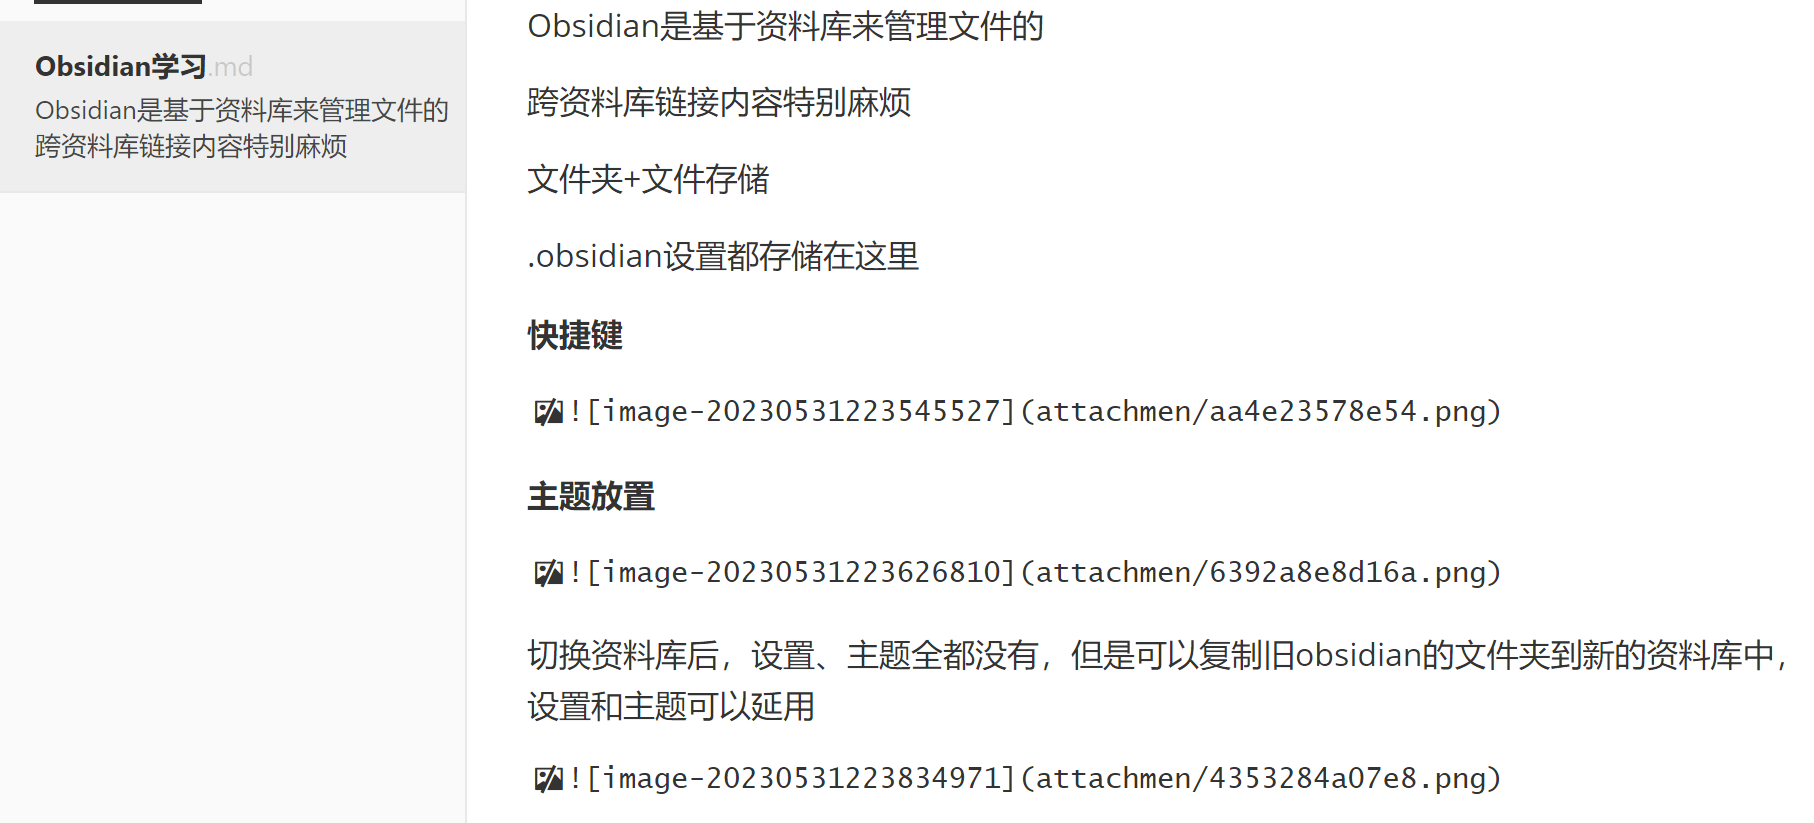 Obsidian学习.md
Obsidian是基于资料库来管理文件的
跨资料库链接内容特别麻烦
Obsidian是基于资料库来管理文件的
跨资料库链接内容特别麻烦
文件夹+文件存储
.obsidian设置都存储在这里
快捷键
![image-20230531223545527](attachmen/aa4e23578e54.png)
主题放置
![image-20230531223626810](attachmen/6392a8e8d16a.png)
切换资料库后，设置、主题全都没有，但是可以复制旧obsidian的文件夹到新的资料库中，
设置和主题可以延用
![image-20230531223834971](attachmen/4353284a07e8.png)